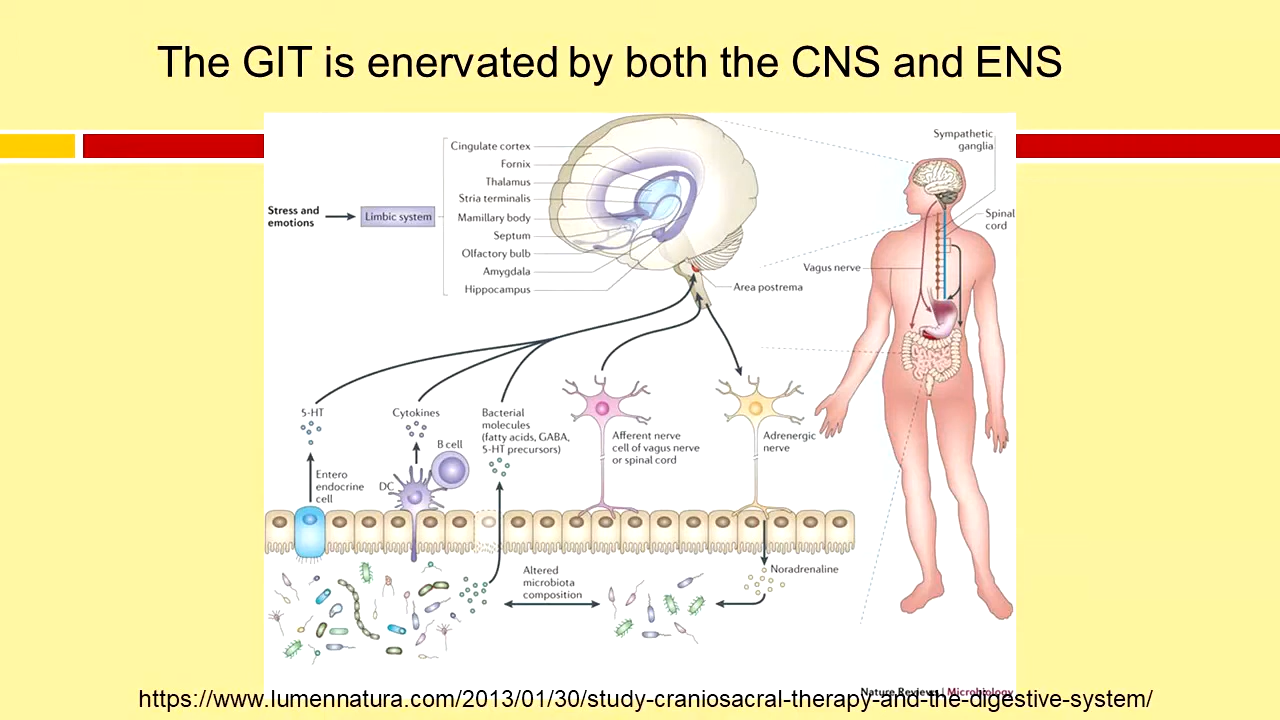 The GIT is enervated by both the CNS and ENS
Sympathetic
ganglia
Cingulate cortex
Fornix
Thalamus
Stria terminalis
Mamillary body
Septum
Olfactory bulb
Amygdala
Hippocampus
Stress and
emotions
Limbic system
Spinal
cord
Vagus nerve
Area postrema
5-HT
Cytokines
Bacterial
molecules
(fatty acids, GABA,
5-HT precursors)
B cell
DC
Entero
endocrine
cell
Afferent nerve
cell of vagus nerve
or spinal cord
Adrenergic
nerve
Altered
microbiota
composition
Noradrenaline
Nature Reviews | Microbiology
https://www.lumennatura.com/2013/01/30/study-craniosacral-therapy-and-the-digestive-system/